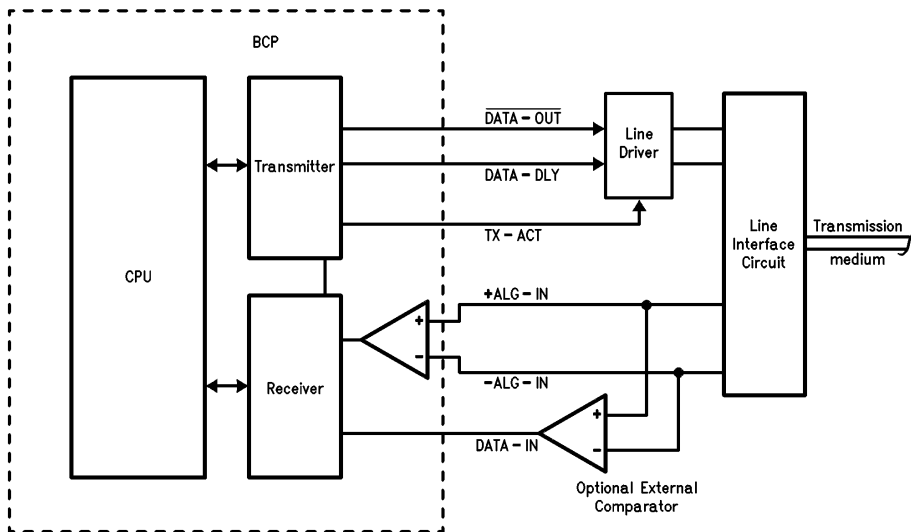 BCP
DATA-OUT
Line
Driver
Transmitter
DATA-DLY
TX-ACT
Line
Interface
Circuit
Transmission
medium
CPU
+ALG-IN
+
-
Receiver
-ALG-IN
+
-
DATA-IN
Optional External
Comparator